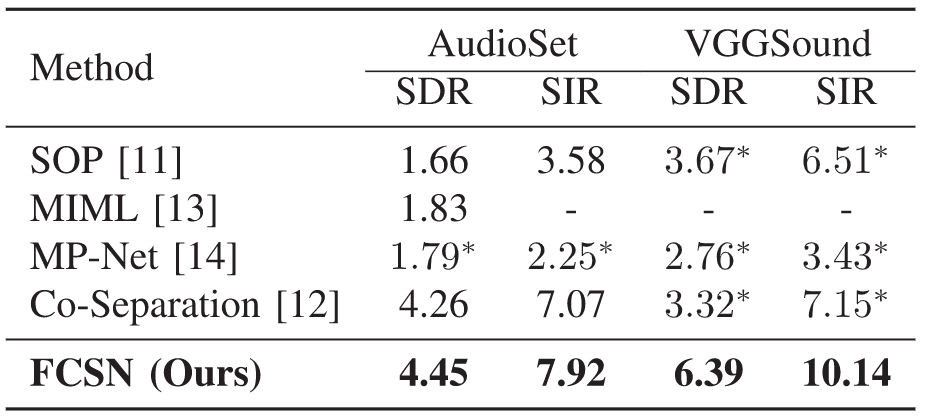 Method AudioSet VGGSound
SDR SIR SDR SIR
SOP [11] 1.66 3.58 3.67* 6.51*
MIML [13] 1.83 - - -
MP-Net [14] 1.79* 2.25* 2.76* 3.43*
Co-Separation [12] 4.26 7.07 3.32* 7.15*
FCSN (Ours) 4.45 7.92 6.39 10.14